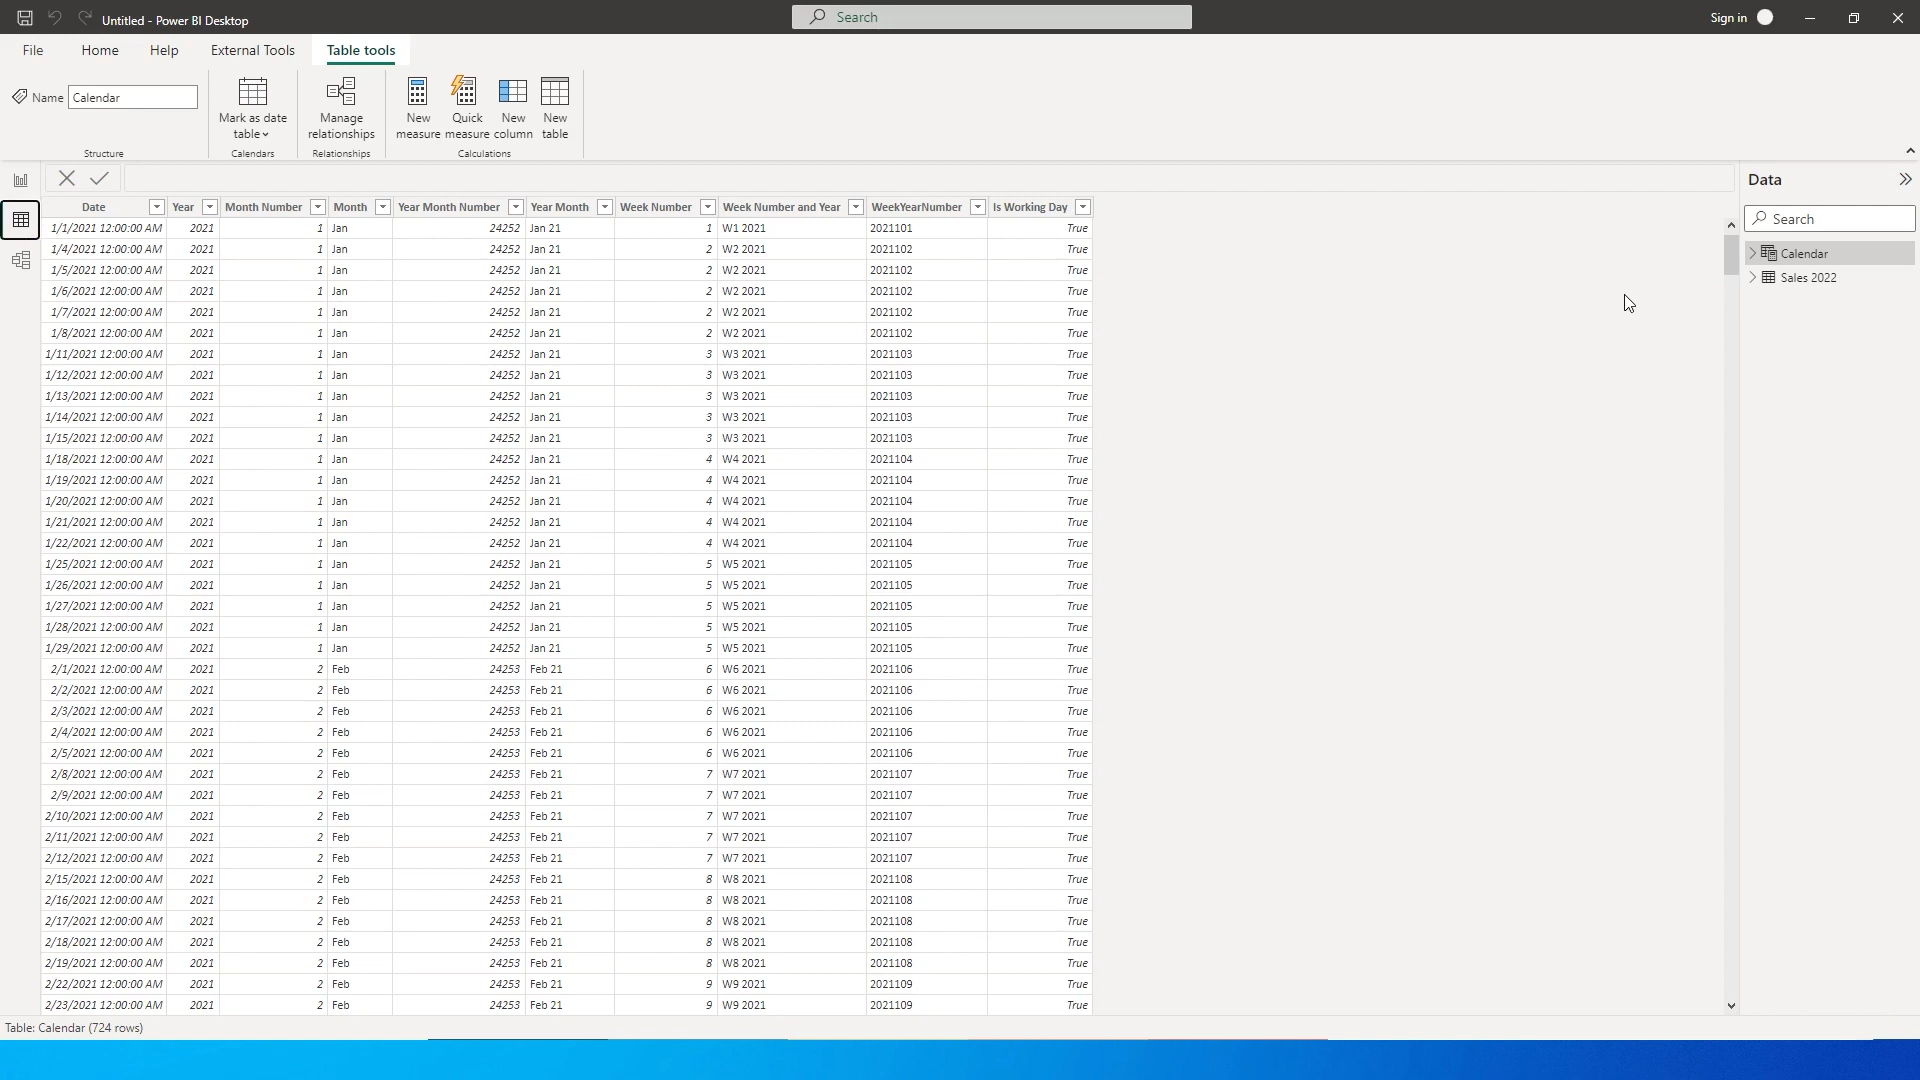 Untitled - Power BI Desktop
Search
Sign in
File Home Help External Tools Table tools
Name Calendar
Mark as date table
Manage relationships
New measure
Quick measure
New column
New table
Structure Calendars Relationships Calculations
Data
Search
Calendar
Sales 2022
Date Year Month Number Month Year Month Number Year Month Week Number Week Number and Year WeekYearNumber Is Working Day
1/1/2021 12:00:00 AM 2021 1 Jan 24252 Jan 21 1 W1 2021 2021101 True
1/4/2021 12:00:00 AM 2021 1 Jan 24252 Jan 21 2 W2 2021 2021102 True
1/5/2021 12:00:00 AM 2021 1 Jan 24252 Jan 21 2 W2 2021 2021102 True
1/6/2021 12:00:00 AM 2021 1 Jan 24252 Jan 21 2 W2 2021 2021102 True
1/7/2021 12:00:00 AM 2021 1 Jan 24252 Jan 21 2 W2 2021 2021102 True
1/8/2021 12:00:00 AM 2021 1 Jan 24252 Jan 21 2 W2 2021 2021102 True
1/11/2021 12:00:00 AM 2021 1 Jan 24252 Jan 21 3 W3 2021 2021103 True
1/12/2021 12:00:00 AM 2021 1 Jan 24252 Jan 21 3 W3 2021 2021103 True
1/13/2021 12:00:00 AM 2021 1 Jan 24252 Jan 21 3 W3 2021 2021103 True
1/14/2021 12:00:00 AM 2021 1 Jan 24252 Jan 21 3 W3 2021 2021103 True
1/15/2021 12:00:00 AM 2021 1 Jan 24252 Jan 21 3 W3 2021 2021103 True
1/18/2021 12:00:00 AM 2021 1 Jan 24252 Jan 21 4 W4 2021 2021104 True
1/19/2021 12:00:00 AM 2021 1 Jan 24252 Jan 21 4 W4 2021 2021104 True
1/20/2021 12:00:00 AM 2021 1 Jan 24252 Jan 21 4 W4 2021 2021104 True
1/21/2021 12:00:00 AM 2021 1 Jan 24252 Jan 21 4 W4 2021 2021104 True
1/22/2021 12:00:00 AM 2021 1 Jan 24252 Jan 21 4 W4 2021 2021104 True
1/25/2021 12:00:00 AM 2021 1 Jan 24252 Jan 21 5 W5 2021 2021105 True
1/26/2021 12:00:00 AM 2021 1 Jan 24252 Jan 21 5 W5 2021 2021105 True
1/27/2021 12:00:00 AM 2021 1 Jan 24252 Jan 21 5 W5 2021 2021105 True
1/28/2021 12:00:00 AM 2021 1 Jan 24252 Jan 21 5 W5 2021 2021105 True
1/29/2021 12:00:00 AM 2021 1 Jan 24252 Jan 21 5 W5 2021 2021105 True
2/1/2021 12:00:00 AM 2021 2 Feb 24253 Feb 21 6 W6 2021 2021106 True
2/2/2021 12:00:00 AM 2021 2 Feb 24253 Feb 21 6 W6 2021 2021106 True
2/3/2021 12:00:00 AM 2021 2 Feb 24253 Feb 21 6 W6 2021 2021106 True
2/4/2021 12:00:00 AM 2021 2 Feb 24253 Feb 21 6 W6 2021 2021106 True
2/5/2021 12:00:00 AM 2021 2 Feb 24253 Feb 21 6 W6 2021 2021106 True
2/8/2021 12:00:00 AM 2021 2 Feb 24253 Feb 21 7 W7 2021 2021107 True
2/9/2021 12:00:00 AM 2021 2 Feb 24253 Feb 21 7 W7 2021 2021107 True
2/10/2021 12:00:00 AM 2021 2 Feb 24253 Feb 21 7 W7 2021 2021107 True
2/11/2021 12:00:00 AM 2021 2 Feb 24253 Feb 21 7 W7 2021 2021107 True
2/12/2021 12:00:00 AM 2021 2 Feb 24253 Feb 21 7 W7 2021 2021107 True
2/15/2021 12:00:00 AM 2021 2 Feb 24253 Feb 21 8 W8 2021 2021108 True
2/16/2021 12:00:00 AM 2021 2 Feb 24253 Feb 21 8 W8 2021 2021108 True
2/17/2021 12:00:00 AM 2021 2 Feb 24253 Feb 21 8 W8 2021 2021108 True
2/18/2021 12:00:00 AM 2021 2 Feb 24253 Feb 21 8 W8 2021 2021108 True
2/19/2021 12:00:00 AM 2021 2 Feb 24253 Feb 21 8 W8 2021 2021108 True
2/22/2021 12:00:00 AM 2021 2 Feb 24253 Feb 21 9 W9 2021 2021109 True
2/23/2021 12:00:00 AM 2021 2 Feb 24253 Feb 21 9 W9 2021 2021109 True
Table: Calendar (724 rows)